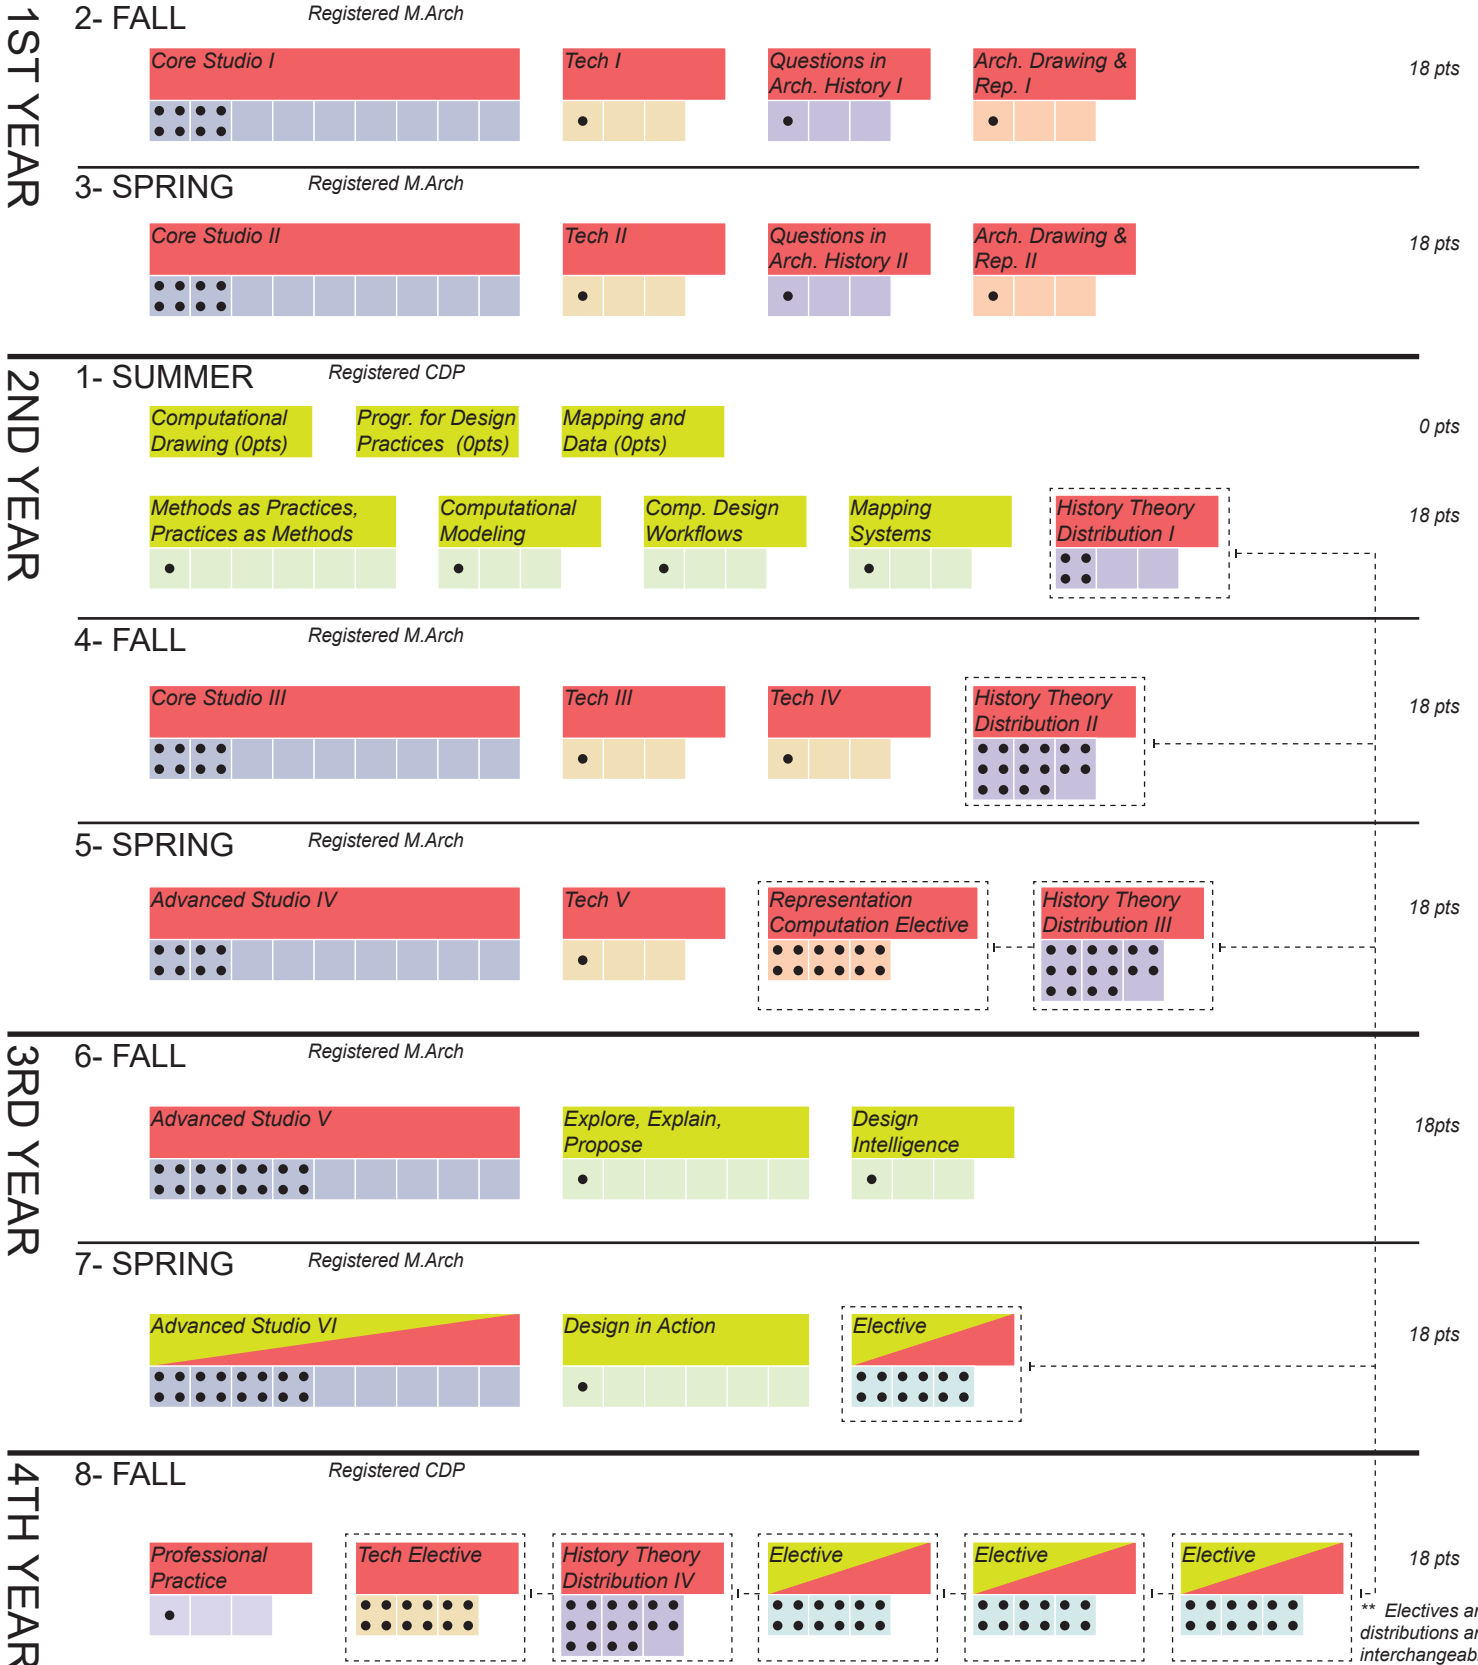 1ST YEAR
2- FALL
Registered M.Arch
Core Studio I
Tech I
Questions in
Arch. History I
Arch. Drawing &
Rep. I
18 pts
3- SPRING
Registered M.Arch
Core Studio II
Tech II
Questions in
Arch. History II
Arch. Drawing &
Rep. II
18 pts
2ND YEAR
1- SUMMER
Registered CDP
Computational
Drawing (0pts)
Progr. for Design
Practices (0pts)
Mapping and
Data (0pts)
0 pts
Methods as Practices,
Practices as Methods
Computational
Modeling
Comp. Design
Workflows
Mapping
Systems
History Theory
Distribution I
18 pts
4- FALL
Registered M.Arch
Core Studio III
Tech III
Tech IV
History Theory
Distribution II
18 pts
5- SPRING
Registered M.Arch
Advanced Studio IV
Tech V
Representation
Computation Elective
History Theory
Distribution III
18 pts
3RD YEAR
6- FALL
Registered M.Arch
Advanced Studio V
Explore, Explain,
Propose
Design
Intelligence
18pts
7- SPRING
Registered M.Arch
Advanced Studio VI
Design in Action
Elective
18 pts
4TH YEAR
8- FALL
Registered CDP
Professional
Practice
Tech Elective
History Theory
Distribution IV
Elective
Elective
Elective
18 pts
** Electives
distributions